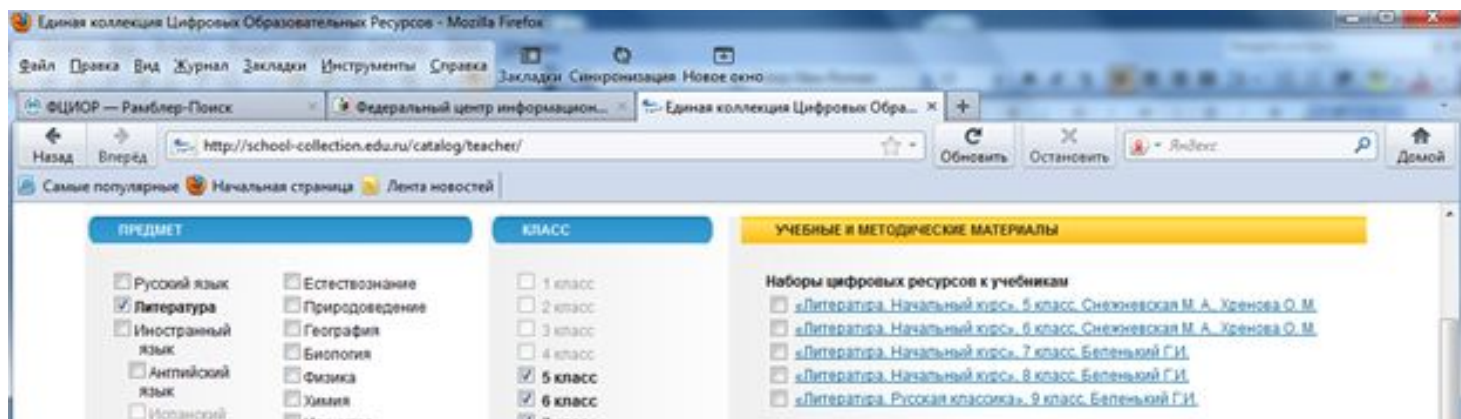 Единая коллекция Цифровых Образовательных Ресурсов - Mozilla Firefox
Файл Правка Вид Журнал Закладки Инструменты Справка
Закладки Синхронизация Новое окно
ФЦИОР — Рамблер-Поиск
Федеральный центр информацион...
Единая коллекция Цифровых Обра...
Назад Вперёд
http://school-collection.edu.ru/catalog/teacher/
Обновить Остановить
Яндекс
Домой
Самые популярные Начальная страница Лента новостей
ПРЕДМЕТ
Русский язык
Литература
Иностранный
язык
Английский
язык
Испанский
Естествознание
Природоведение
География
Биология
Физика
Химия
КЛАСС
1 класс
2 класс
3 класс
4 класс
5 класс
6 класс
УЧЕБНЫЕ И МЕТОДИЧЕСКИЕ МАТЕРИАЛЫ
Наборы цифровых ресурсов к учебникам
«Литература. Начальный курс», 5 класс, Снежневская М. А., Хренова О. М.
«Литература. Начальный курс», 6 класс, Снежневская М. А., Хренова О. М.
«Литература. Начальный курс», 7 класс, Беленький Г.И.
«Литература. Начальный курс», 8 класс, Беленький Г.И.
«Литература. Русская классика», 9 класс, Беленький Г.И.